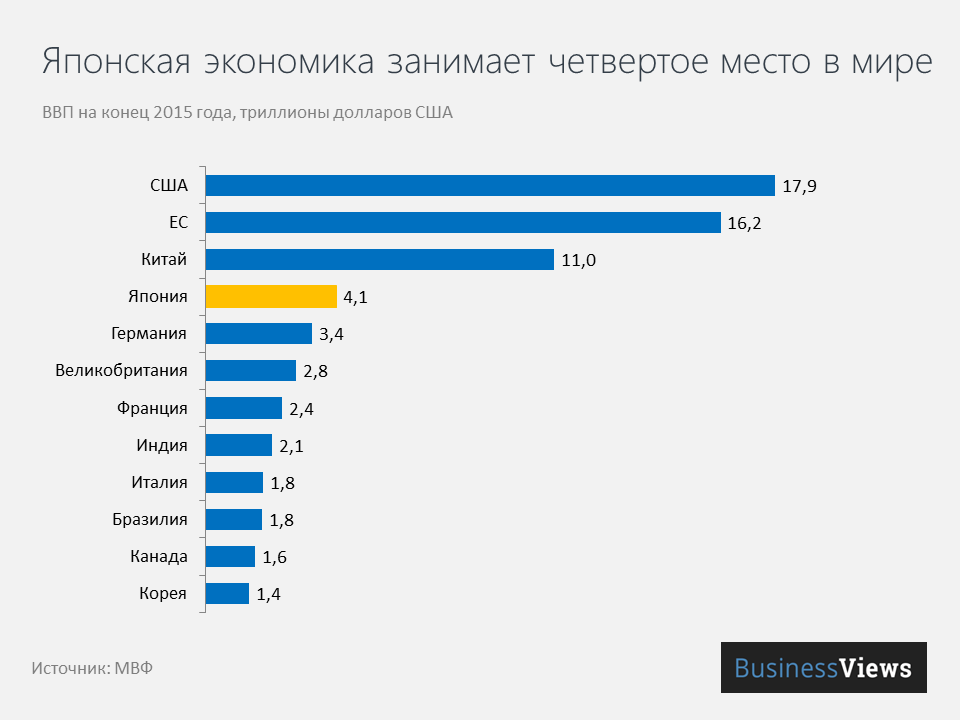 Японская экономика занимает четвертое место в мире
ВВП на конец 2015 года, триллионы долларов США
США 17,9
ЕС 16,2
Китай 11,0
Япония 4,1
Германия 3,4
Великобритания 2,8
Франция 2,4
Индия 2,1
Италия 1,8
Бразилия 1,8
Канада 1,6
Корея 1,4
Источник: МВФ
BusinessViews